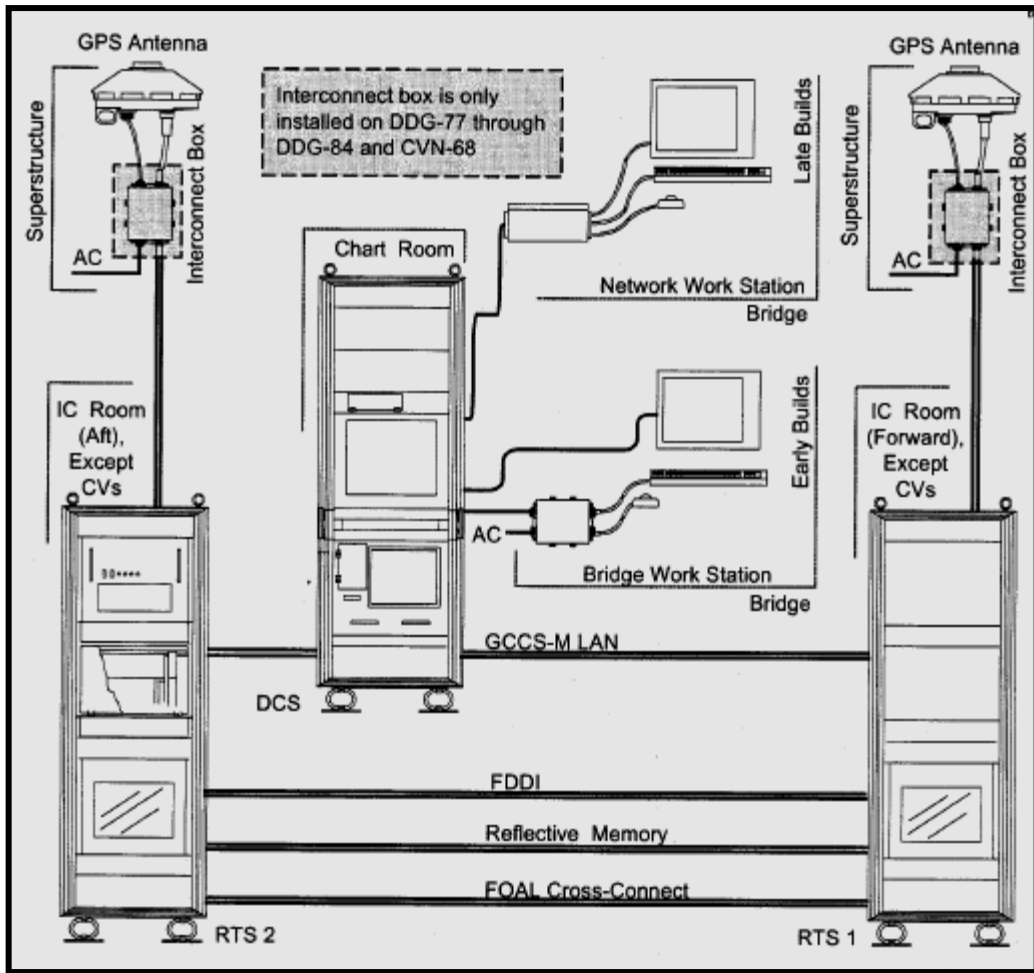 GPS Antenna
Superstructure
Interconnect Box
AC
Interconnect box is only
installed on DDG-77 through
DDG-84 and CVN-68
Late Builds
Network Work Station
Bridge
GPS Antenna
Superstructure
Interconnect Box
AC
Chart Room
IC Room
(Aft),
Except
CVs
Early Builds
AC
Bridge Work Station
Bridge
IC Room
(Forward),
Except
CVs
GCCS-M LAN
DCS
FDDI
Reflective Memory
FOAL Cross-Connect
RTS 2
RTS 1